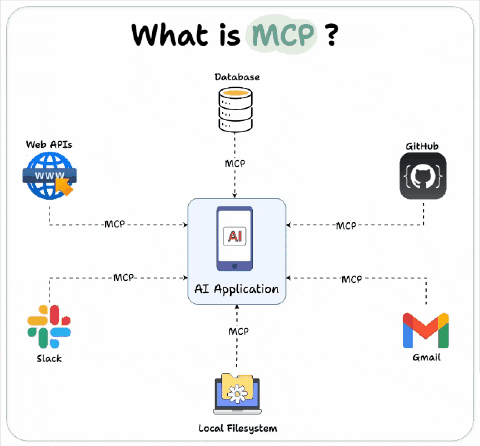 What is MCP ?
Database
MCP
Web APIs
WWW
MCP
GitHub
MCP
AI
AI Application
MCP
Slack
MCP
Gmail
MCP
Local Filesystem